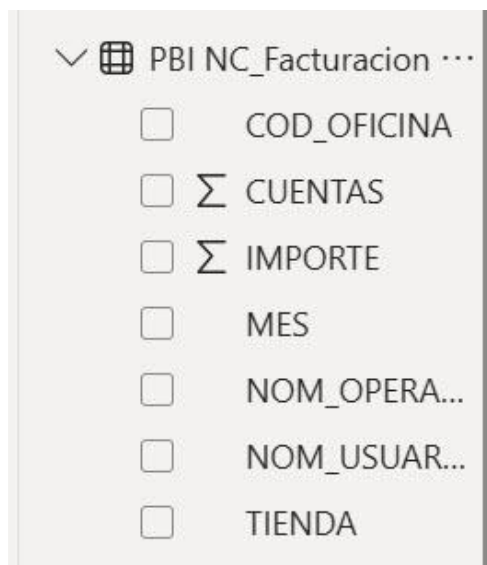 PBI NC_Facturacion ...
COD_OFICINA
∑ CUENTAS
∑ IMPORTE
MES
NOM_OPERA...
NOM_USUAR...
TIENDA